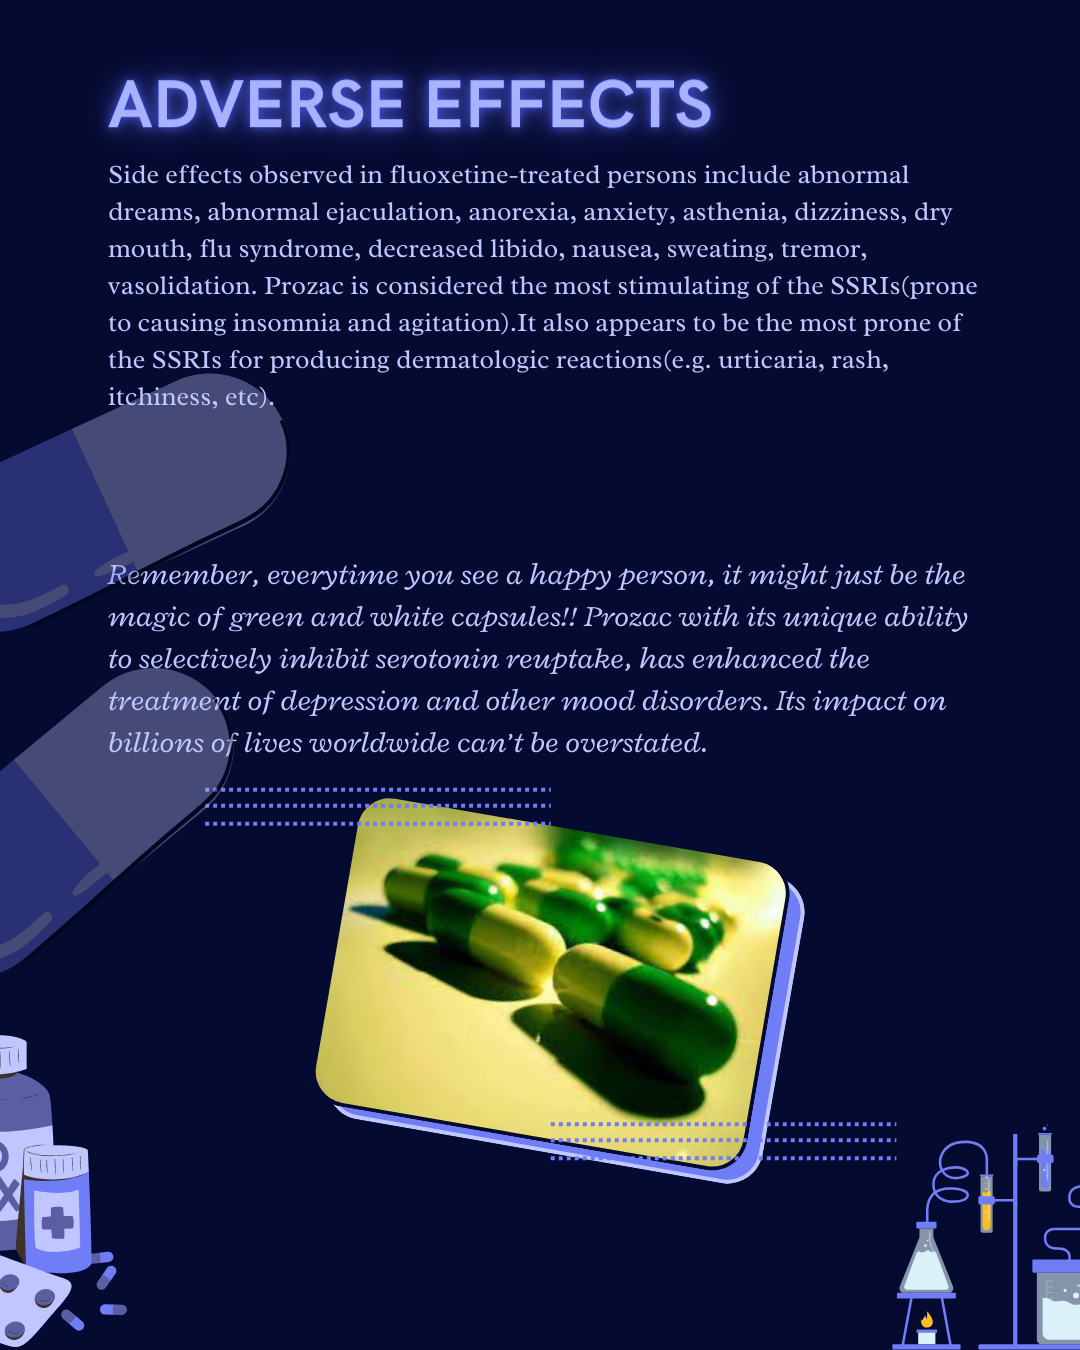 ADVERSE EFFECTS
Side effects observed in fluoxetine-treated persons include abnormal
dreams, abnormal ejaculation, anorexia, anxiety, asthenia, dizziness, dry
mouth, flu syndrome, decreased libido, nausea, sweating, tremor,
vasolidation. Prozac is considered the most stimulating of the SSRIs(prone
to causing insomnia and agitation).It also appears to be the most prone of
the SSRIs for producing dermatologic reactions(e.g. urticaria, rash,
itchiness, etc).
Remember, everytime you see a happy person, it might just be the
magic of green and white capsules!! Prozac with its unique ability
to selectively inhibit serotonin reuptake, has enhanced the
treatment of depression and other mood disorders. Its impact on
billions of lives worldwide can't be overstated.